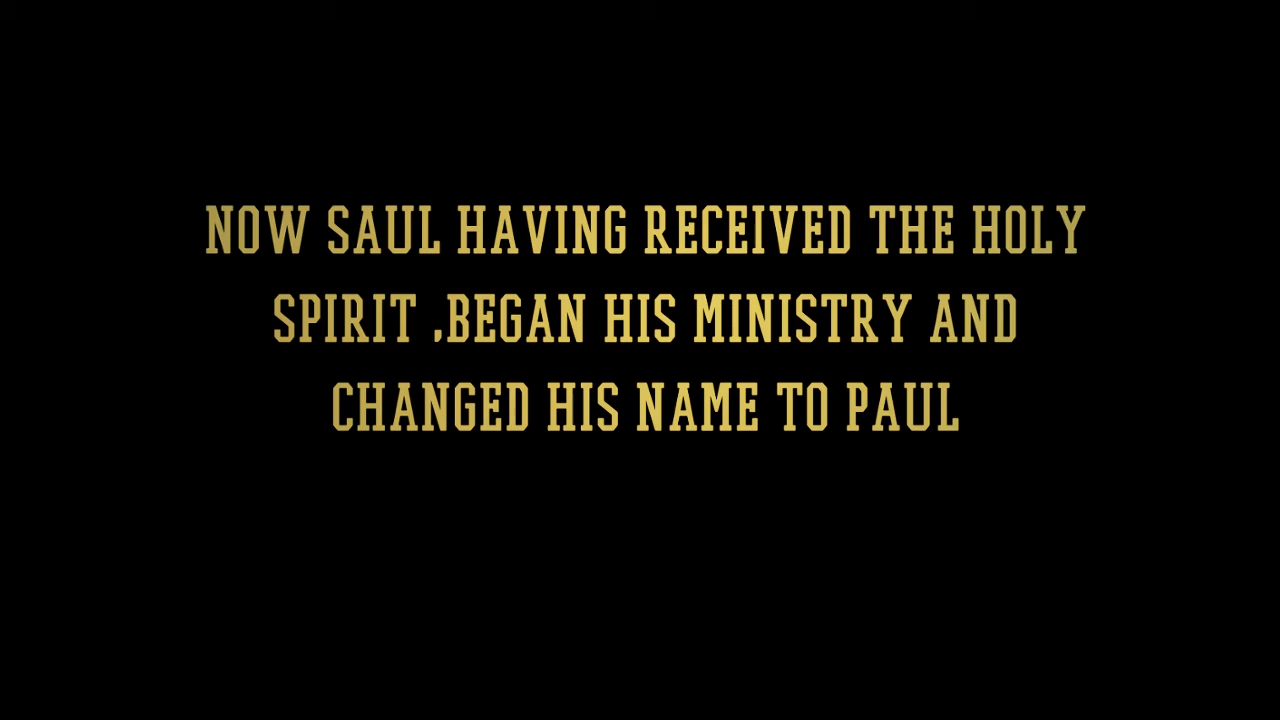 NOW SAUL HAVING RECEIVED THE HOLY
SPIRIT ,BEGAN HIS MINISTRY AND
CHANGED HIS NAME TO PAUL